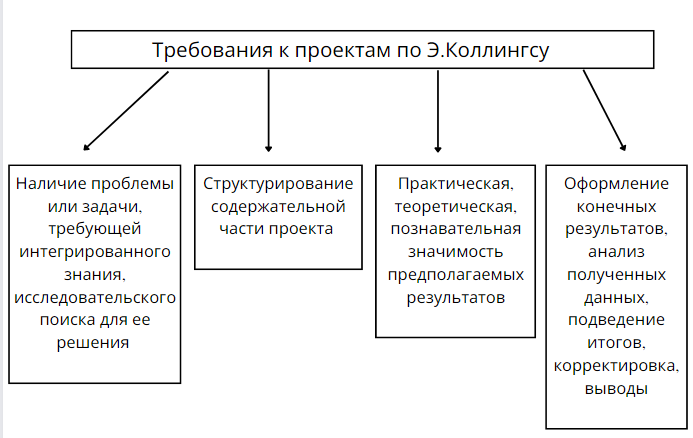 Требования к проектам по Э.Коллингсу
Наличие проблемы
или задачи,
требующей
интегрированного
знания,
исследовательского
поиска для ее
решения
Структурирование
содержательной
части проекта
Практическая,
теоретическая,
познавательная
значимость
предполагаемых
результатов
Оформление
конечных
результатов,
анализ
полученных
данных,
подведение
итогов,
корректировка,
выводы